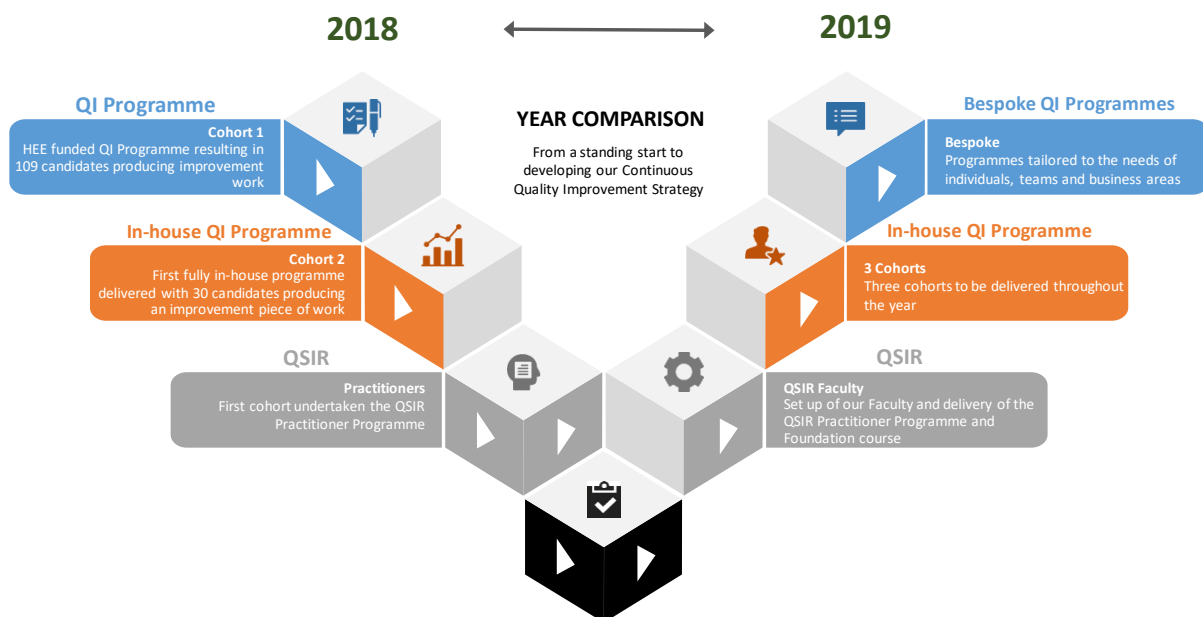 2018
2019
YEAR COMPARISON
From a standing start to
developing our Continuous
Quality Improvement Strategy
QI Programme
Cohort 1
HEE funded QI Programme resulting in
109 candidates producing improvement
work
In-house QI Programme
Cohort 2
First fully in-house programme
delivered with 30 candidates producing
an improvement piece of work
QSIR
Practitioners
First cohort undertaken the QSIR
Practitioner Programme
Bespoke QI Programmes
Bespoke
Programmes tailored to the needs of
individuals, teams and business areas
In-house QI Programme
3 Cohorts
Three cohorts to be delivered throughout
the year
QSIR
QSIR Faculty
Set up of our Faculty and delivery of the
QSIR Practitioner Programme and
Foundation course